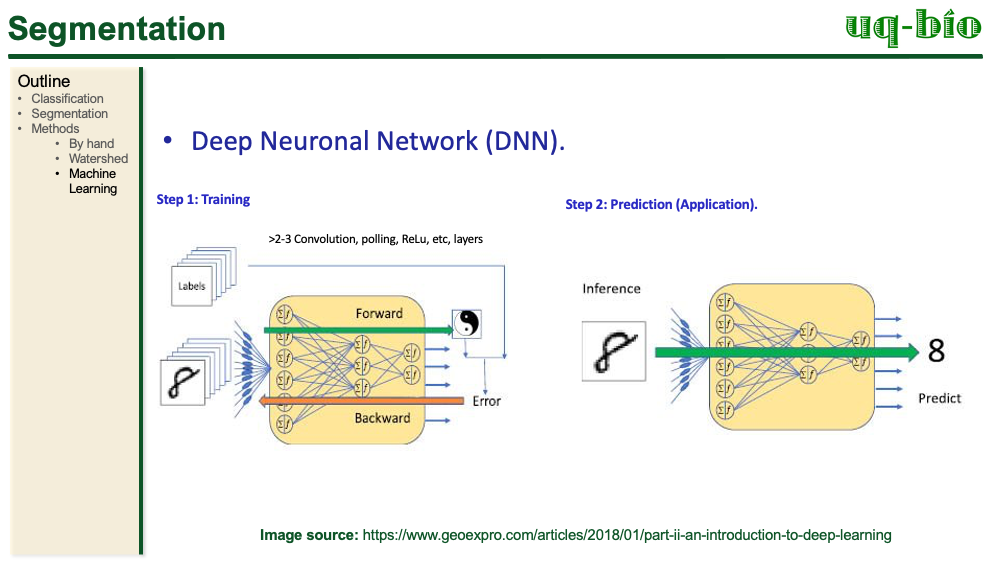 Segmentation
uq-bio
Outline
• Classification
• Segmentation
• Methods
• By hand
• Watershed
• Machine
Learning
• Deep Neuronal Network (DNN).
Step 1: Training
Step 2: Prediction (Application).
>2-3 Convolution, polling, ReLu, etc, layers
Labels
Forward
Error
Backward
Inference
8
Predict
Image source: https://www.geoexpro.com/articles/2018/01/part-ii-an-introduction-to-deep-learning